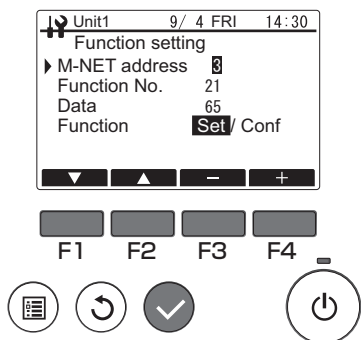 Unit1 9/ 4 FRI 14:30
Function setting
M-NET address 3
Function No. 21
Data 65
Function Set / Conf
− +
F1 F2 F3 F4